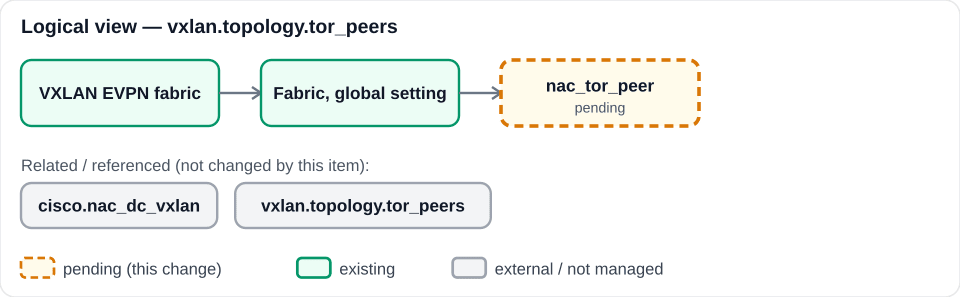 Logical view — vxlan.topology.tor_peers
VXLAN EVPN fabric
Fabric, global setting
nac_tor_peer
pending
Related / referenced (not changed by this item):
cisco.nac_dc_vxlan
vxlan.topology.tor_peers
pending (this change)
existing
external / not managed